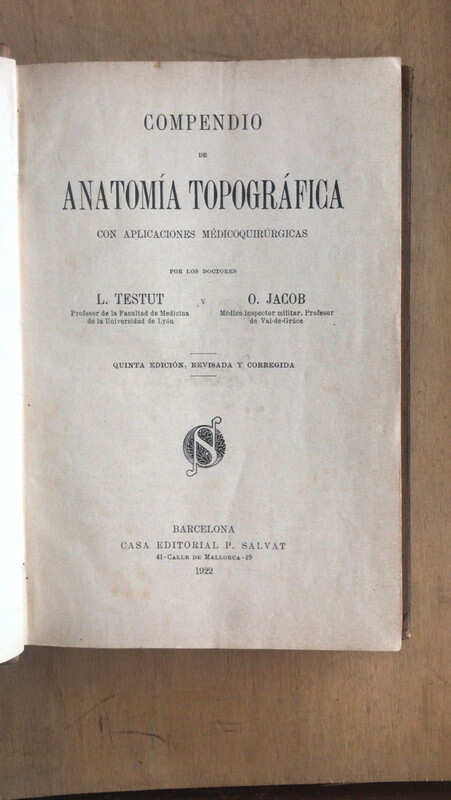 COMPENDIO
DE
ANATOMÍA TOPOGRÁFICA
CON APLICACIONES MÉDICOQUIRÚRGICAS
POR LOS DOCTORES
L. TESTUT Y O. JACOB
Profesor de la Facultad de Medicina
de la Universidad de Lyón
Médico inspector militar. Profesor
de Val-de-Grâce
QUINTA EDICIÓN, REVISADA Y CORREGIDA
BARCELONA
CASA EDITORIAL P. SALVAT
41-CALLE DE MALLORCA-49
1922